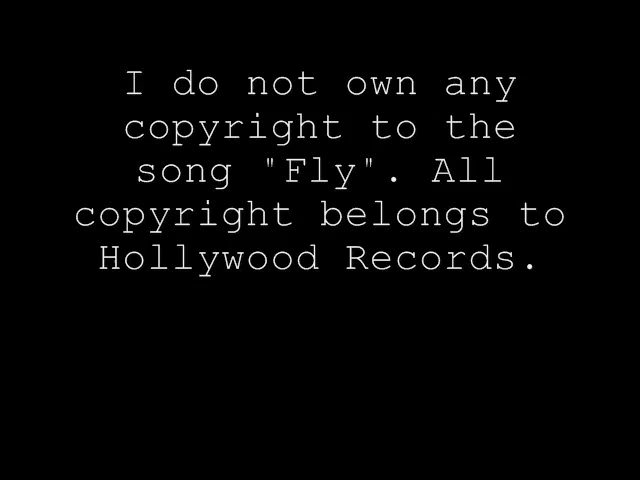 I do not own any
copyright to the
song "Fly". All
copyright belongs to
Hollywood Records.